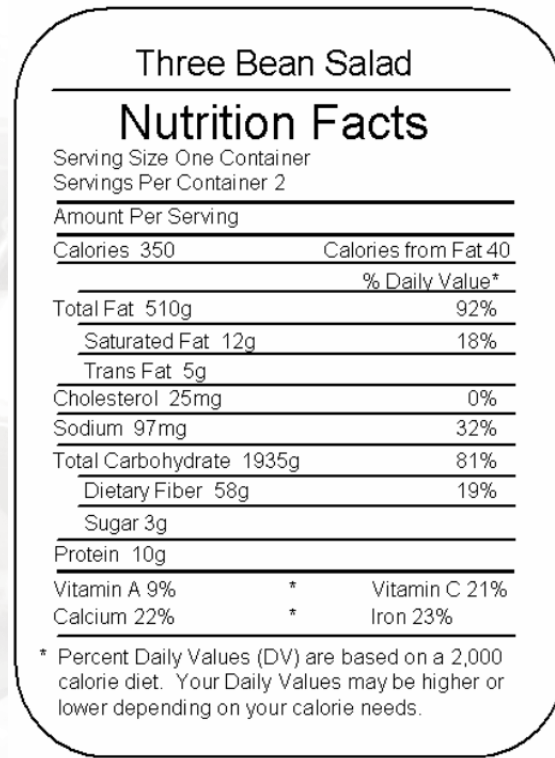 Three Bean Salad
Nutrition Facts
Serving Size One Container
Servings Per Container 2
Amount Per Serving
Calories 350 Calories from Fat 40
% Daily Value*
Total Fat 510g 92%
Saturated Fat 12g 18%
Trans Fat 5g
Cholesterol 25mg 0%
Sodium 97mg 32%
Total Carbohydrate 1935g 81%
Dietary Fiber 58g 19%
Sugar 3g
Protein 10g
Vitamin A 9% * Vitamin C 21%
Calcium 22% * Iron 23%
* Percent Daily Values (DV) are based on a 2,000
calorie diet. Your Daily Values may be higher or
lower depending on your calorie needs.